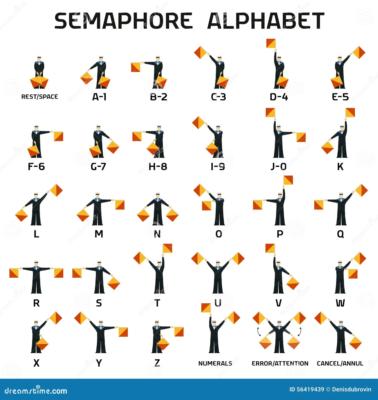 SEMAPHORE ALPHABET
REST/SPACE A-1 B-2 C-3 D-4 E-5
F-6 G-7 H-8 I-9 J-0 K
L M N O P Q
R S T U V W
X Y Z NUMERALS ERROR/ATTENTION CANCEL/ANNUL
dreamstime.com
ID 56419439 © Denisdubrovin